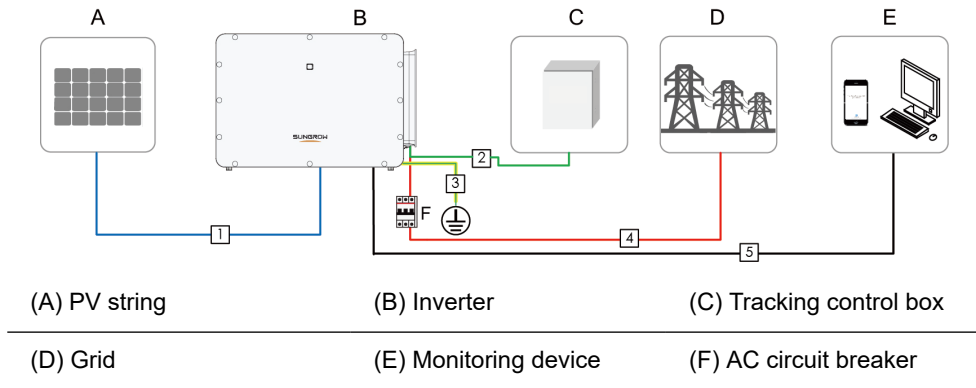 A B C D E
SUNGROW
2
3
F
1
4
5
(A) PV string (B) Inverter (C) Tracking control box
(D) Grid (E) Monitoring device (F) AC circuit breaker